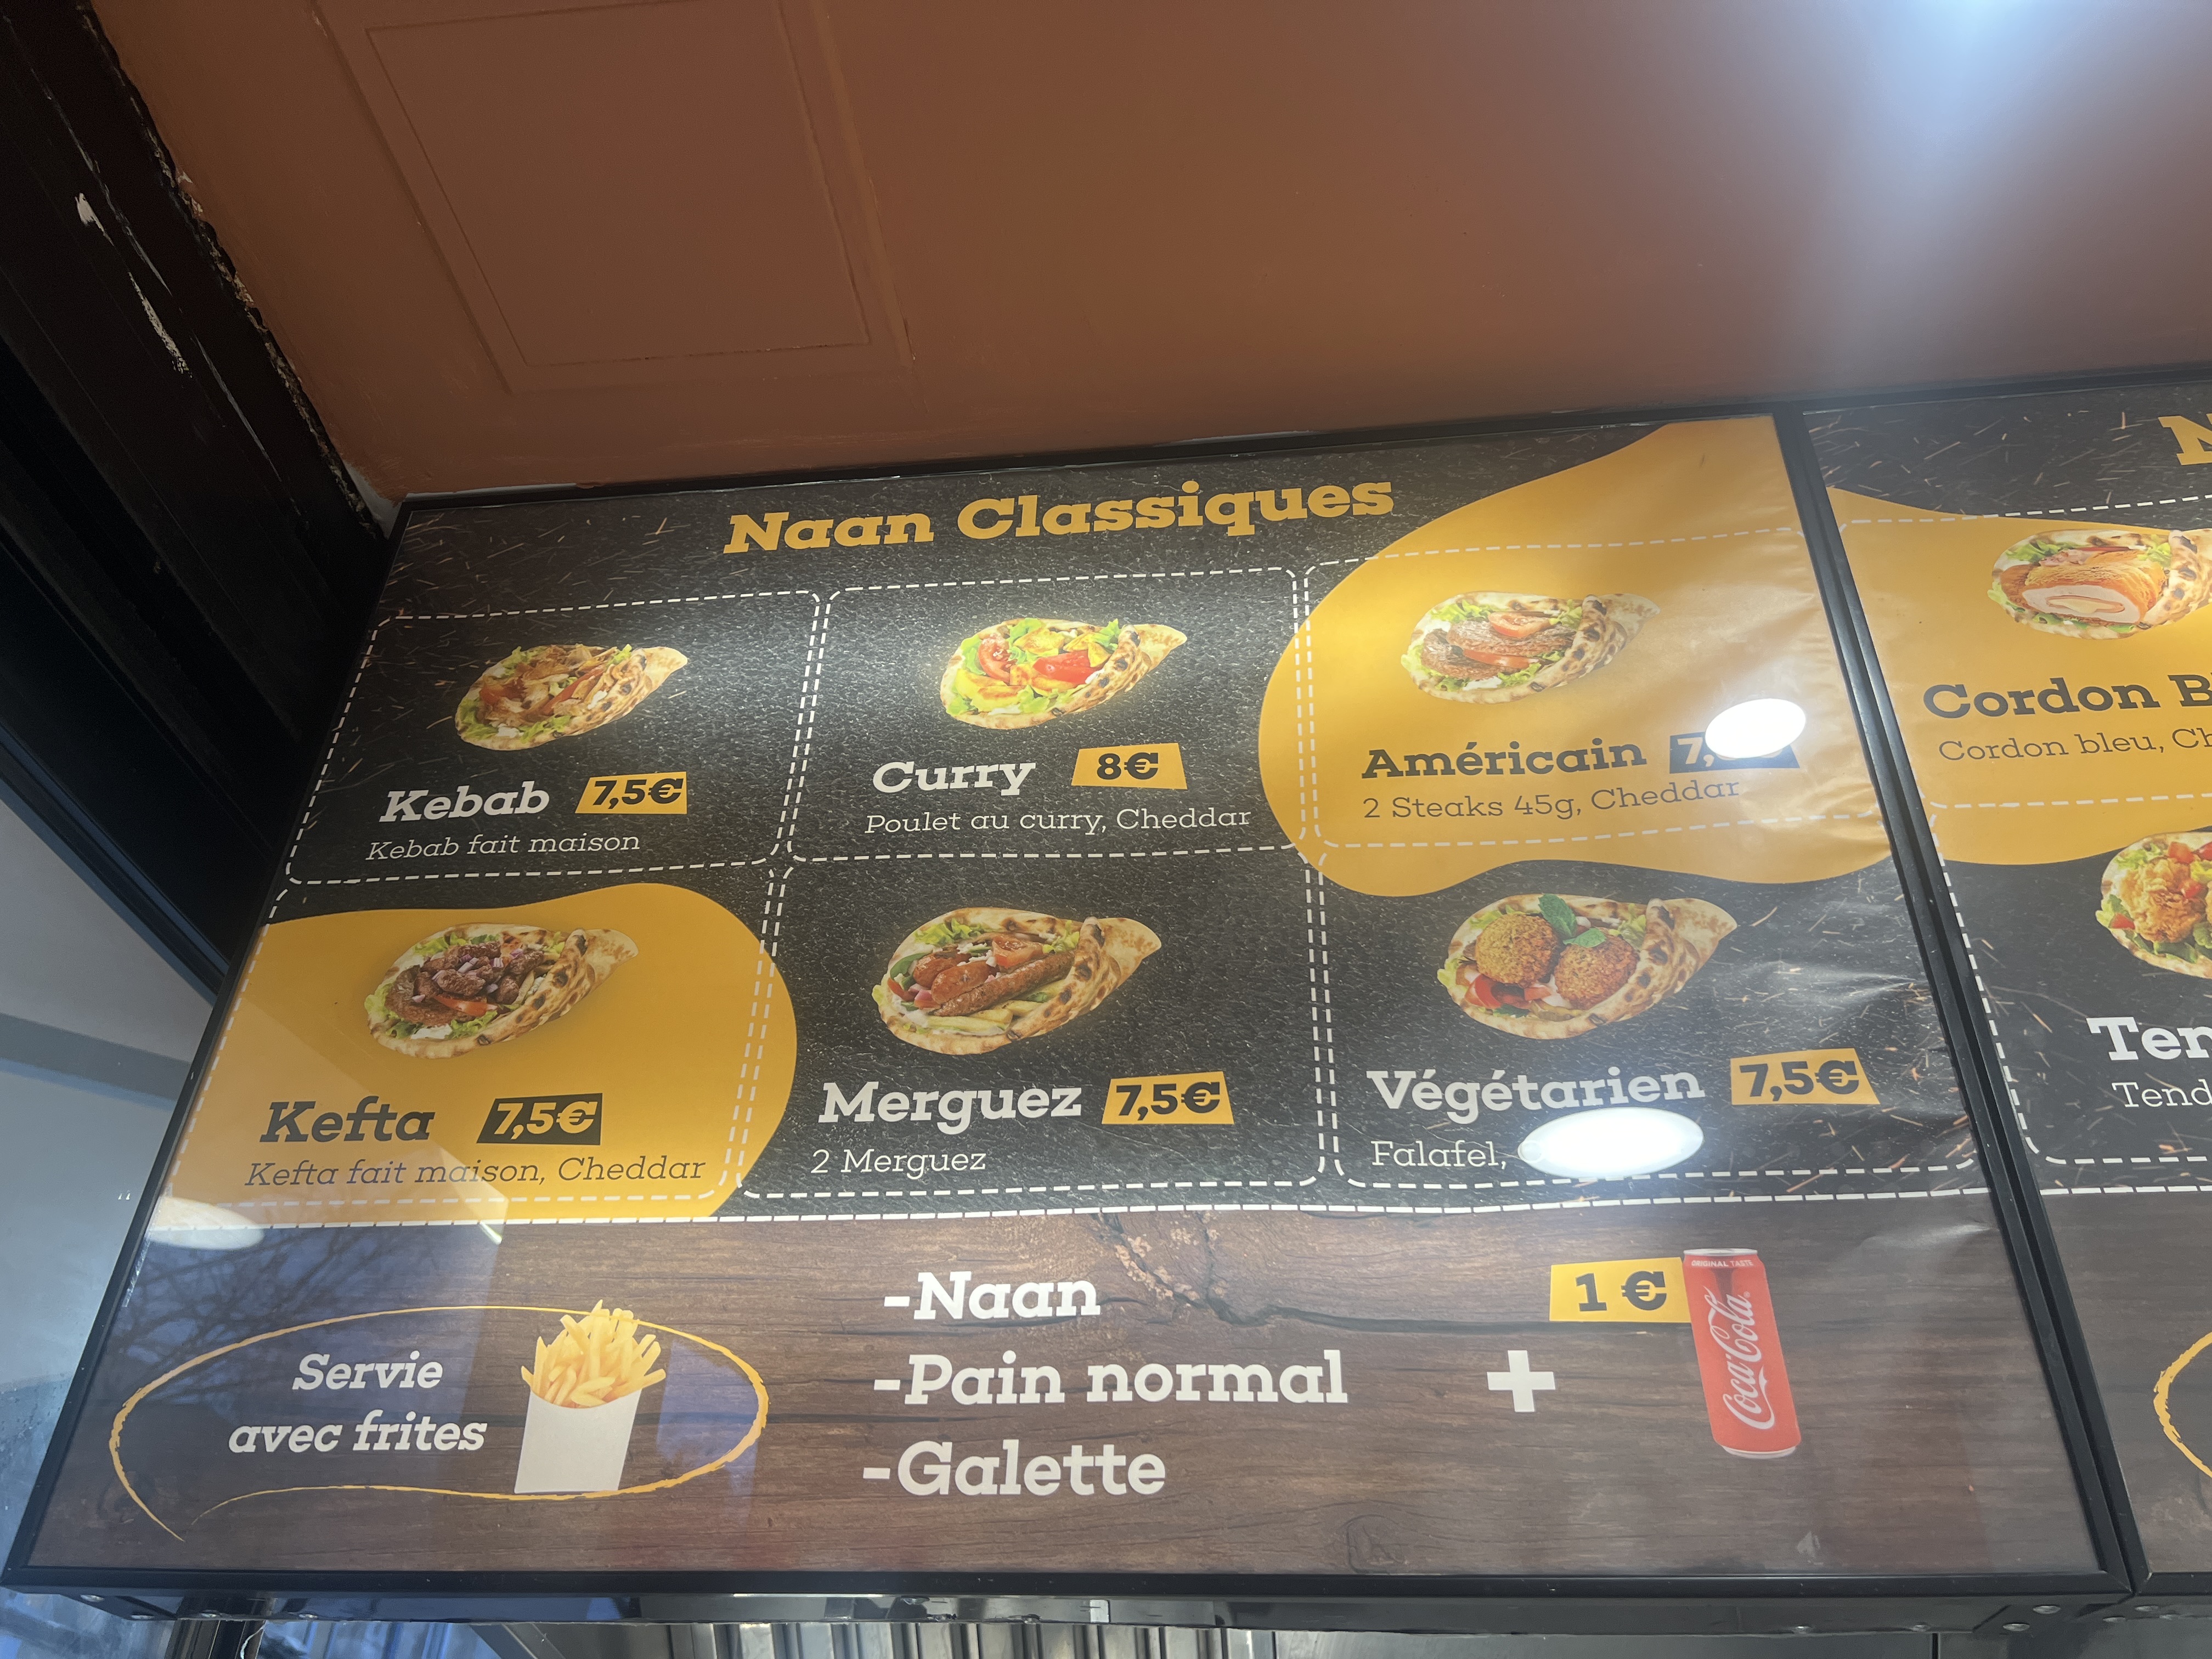 Naan Classiques
Kebab 7,5€
Kebab fait maison
Curry 8€
Poulet au curry, Cheddar
Américain
2 Steaks 45g, Cheddar
Kefta 7,5€
Kefta fait maison, Cheddar
Merguez 7,5€
2 Merguez
Végétarien 7,5€
Falafel,
Servie
avec frites
-Naan
-Pain normal
-Galette
+
1 €
ORIGINAL TASTE
Coca-Cola
Cordon
Cordon bleu,